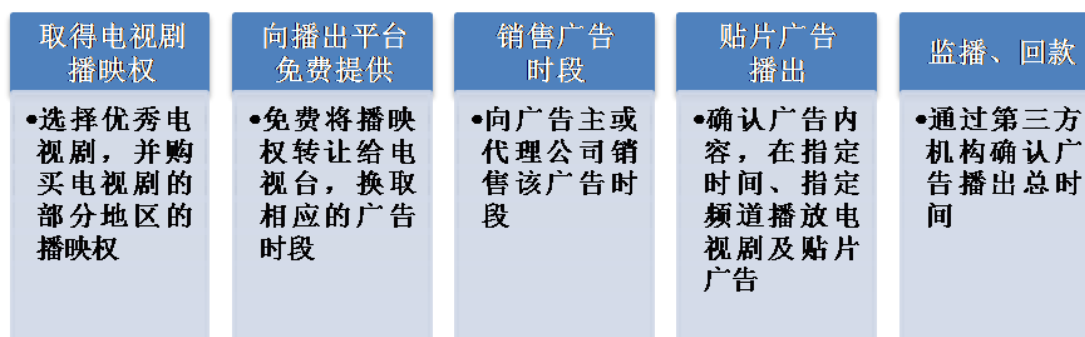 取得电视剧
播映权
•选择优秀电
视剧，并购
买电视剧的
部分地区的
播映权
向播出平台
免费提供
•免费将播映
权转让给电
视台，换取
相应的广告
时段
销售广告
时段
•向广告主或
代理公司销
售该广告时
段
贴片广告
播出
•确认广告内
容，在指定
时间、指定
频道播放电
视剧及贴片
广告
监播、回款
•通过第三方
机构确认广
告播出总时
间